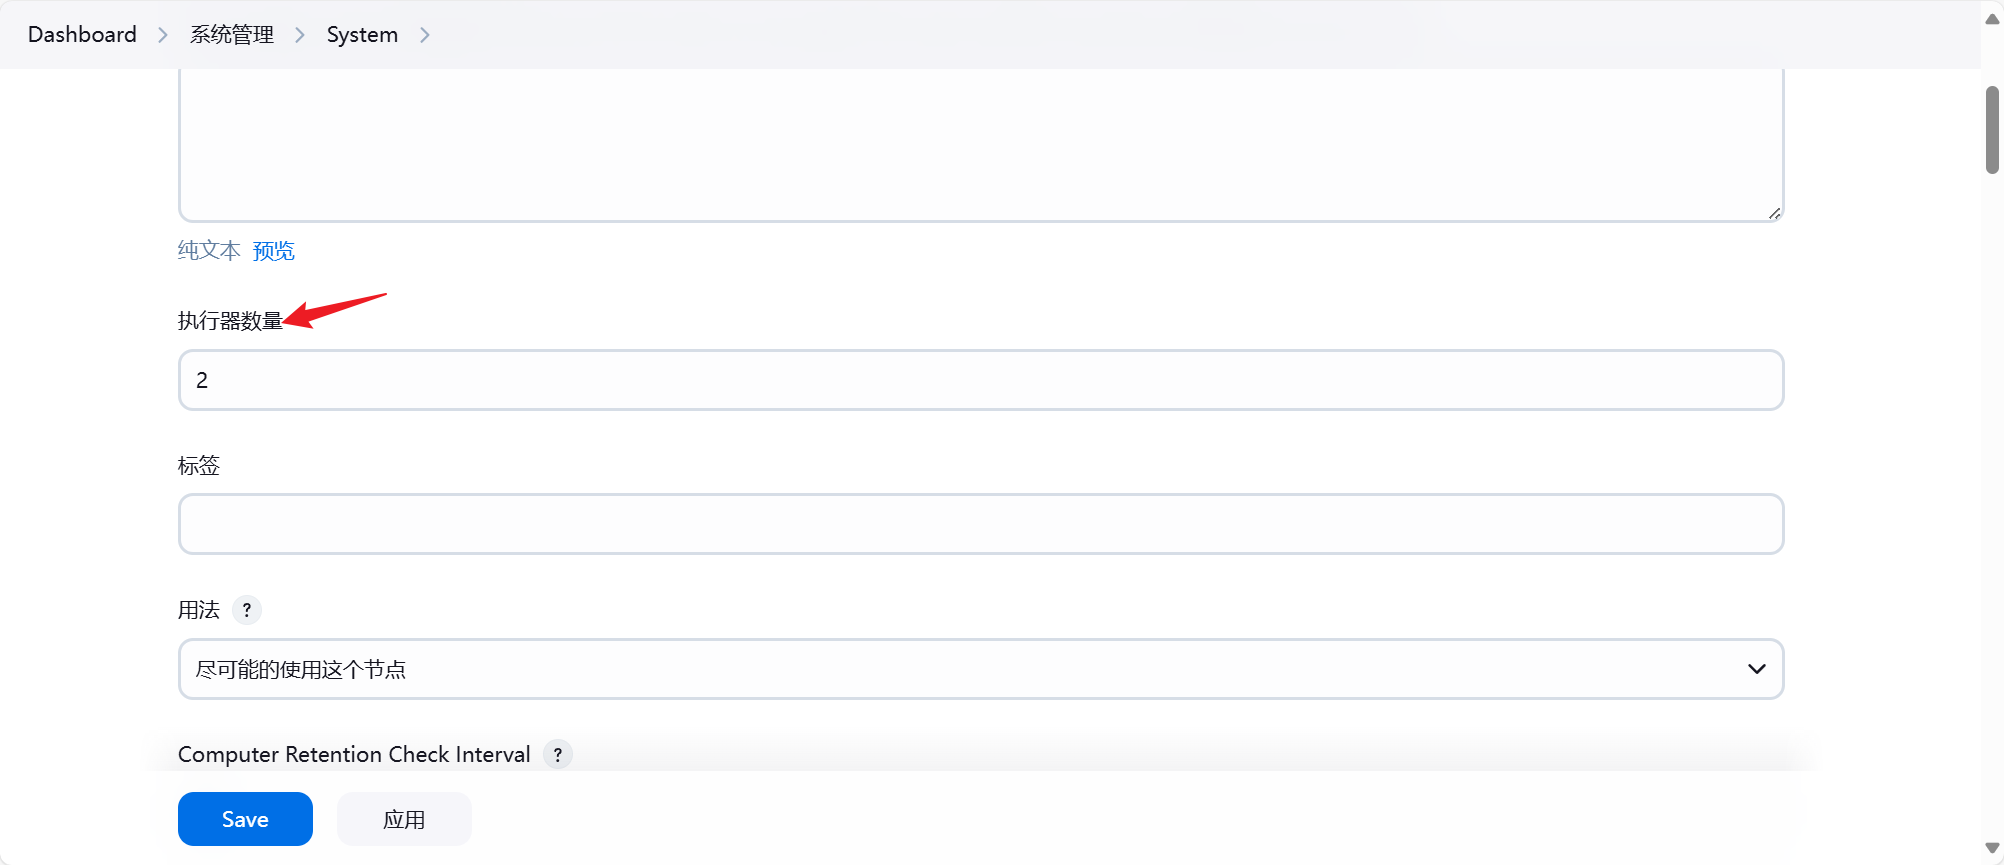 Dashboard > 系统管理 > System >
纯文本 预览
执行器数量
2
标签
用法 ?
尽可能的使用这个节点
Computer Retention Check Interval ?
Save 应用